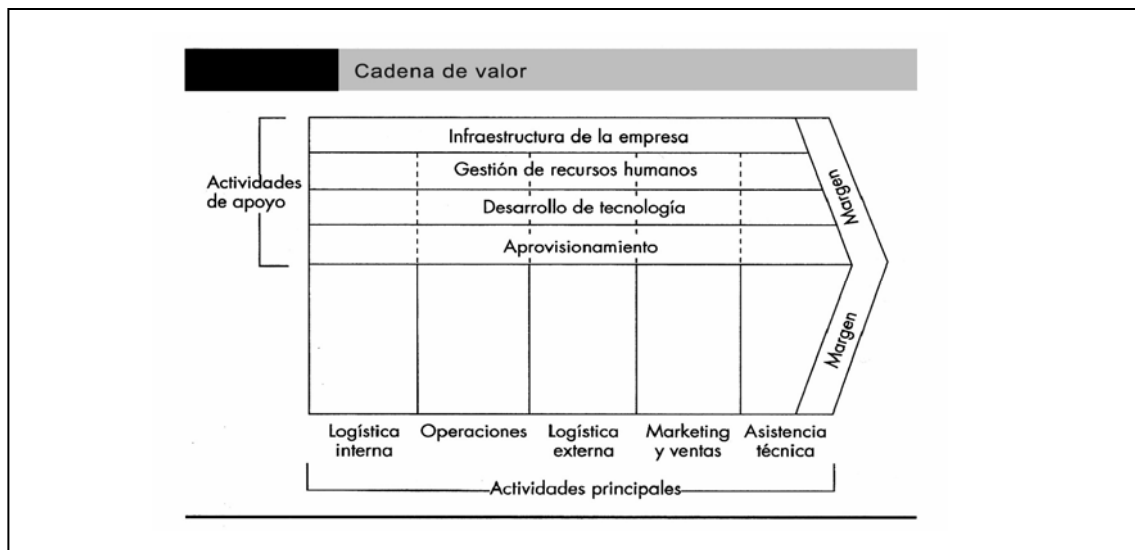 Cadena de valor
Infraestructura de la empresa
Gestión de recursos humanos
Desarrollo de tecnología
Aprovisionamiento
Actividades
de apoyo
Margen
Margen
Logística
interna
Operaciones
Logística
externa
Marketing
y ventas
Asistencia
técnica
Actividades principales